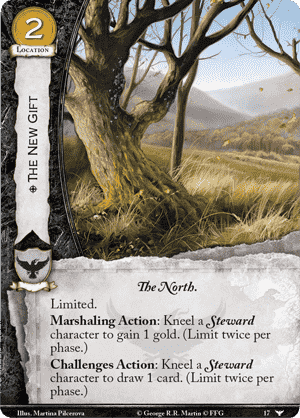 2
LOCATION
THE NEW GIFT
The North.
Limited.
Marshaling Action: Kneel a Steward
character to gain 1 gold. (Limit twice per
phase.)
Challenges Action: Kneel a Steward
character to draw 1 card. (Limit twice per
phase.)
Illus. Martina Pilcerova © George R.R. Martin © FFG 17